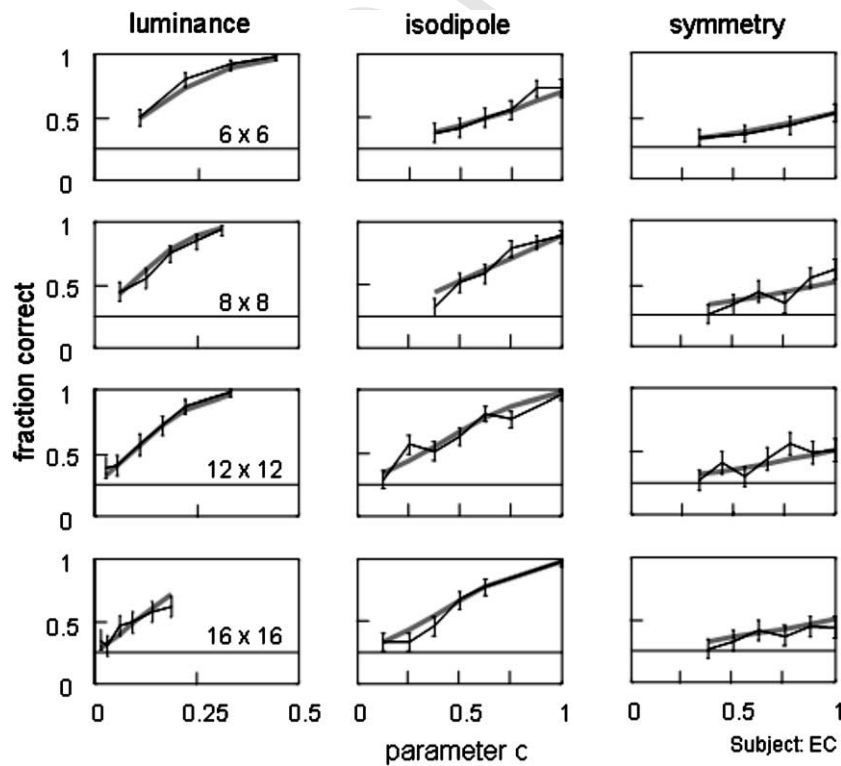 luminance isodipole symmetry
fraction correct
1
0.5
0
6 x 6
1
0.5
0
8 x 8
1
0.5
0
12 x 12
1
0.5
0
16 x 16
0 0.25 0.5 0 0.5 1 0 0.5 1
parameter c
Subject: EC